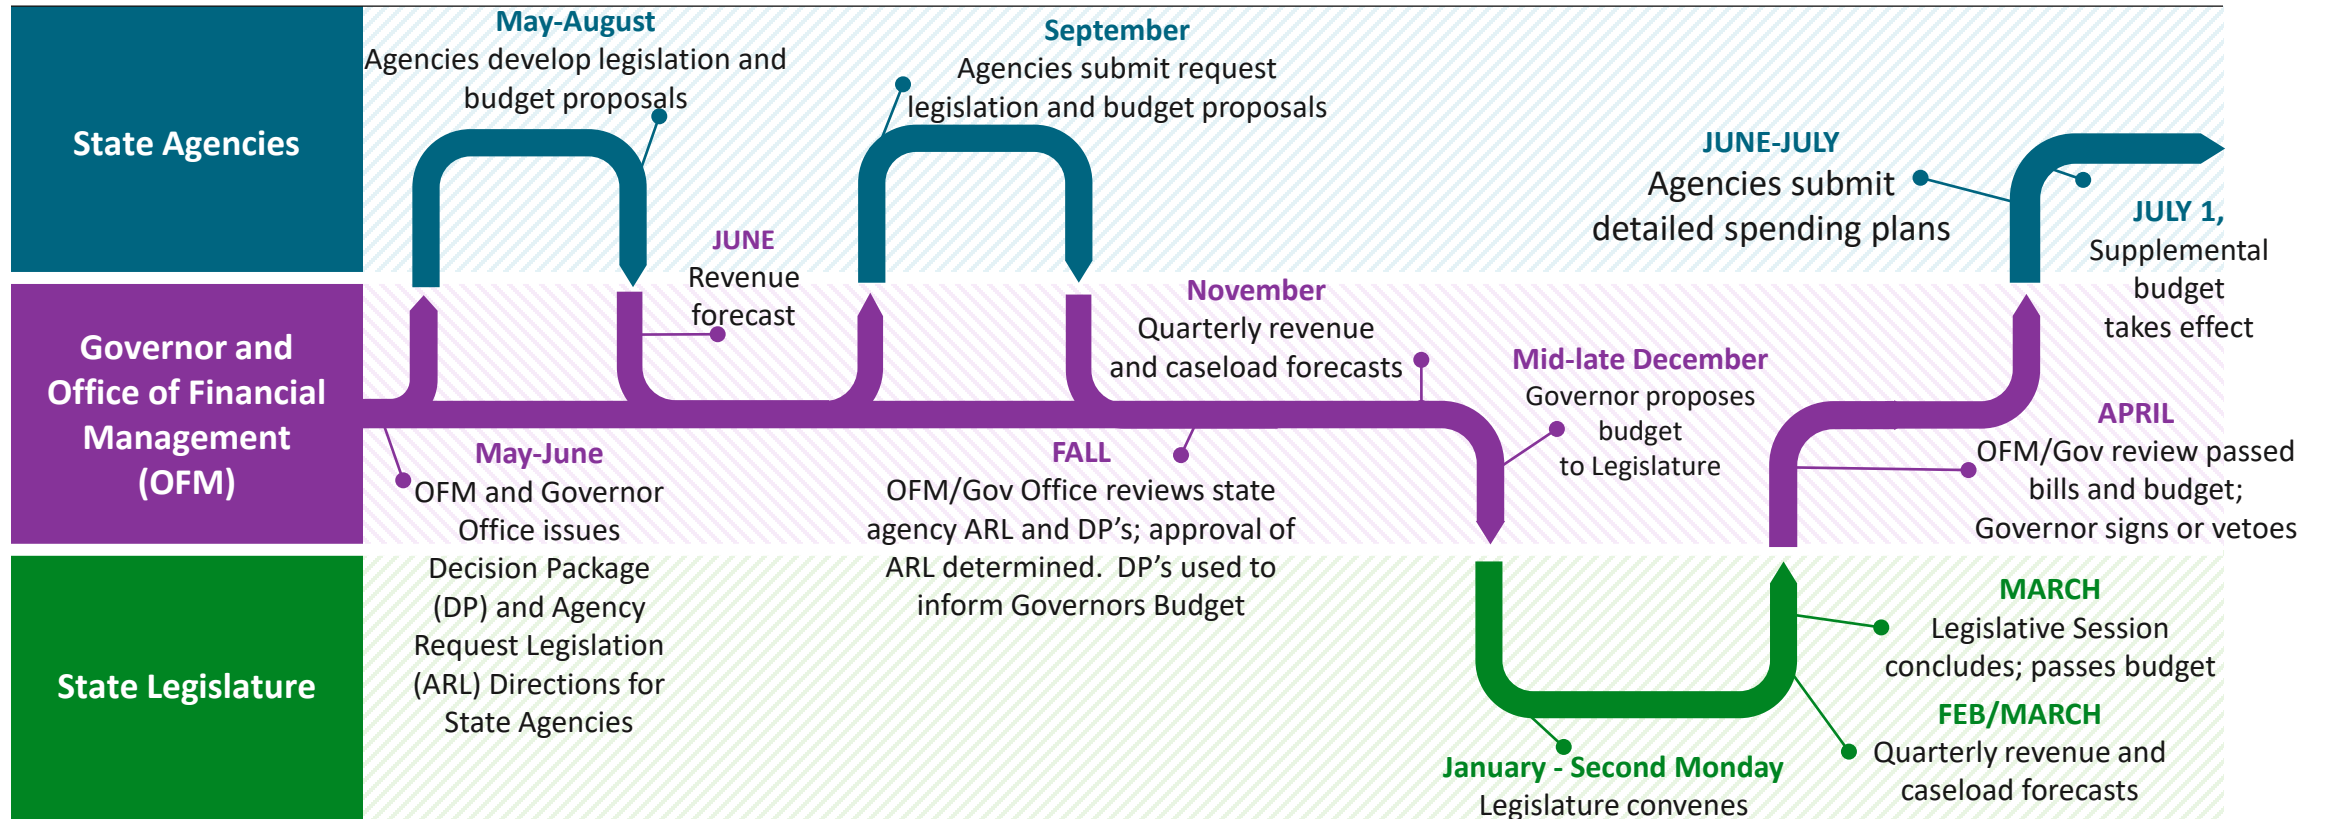 State Agencies
May-August
Agencies develop legislation and
budget proposals
September
Agencies submit request
legislation and budget proposals
JUNE-JULY
Agencies submit
detailed spending plans
JULY 1,
Supplemental
budget
takes effect
Governor and
Office of Financial
Management
(OFM)
JUNE
Revenue
forecast
November
Quarterly revenue
and caseload forecasts
Mid-late December
Governor proposes
budget
to Legislature
APRIL
OFM/Gov review passed
bills and budget;
Governor signs or vetoes
May-June
OFM and Governor
Office issues
Decision Package
(DP) and Agency
Request Legislation
(ARL) Directions for
State Agencies
FALL
OFM/Gov Office reviews state
agency ARL and DP’s; approval of
ARL determined.  DP’s used to
inform Governors Budget
State Legislature
MARCH
Legislative Session
concludes; passes budget
FEB/MARCH
Quarterly revenue and
caseload forecasts
January - Second Monday
Legislature convenes